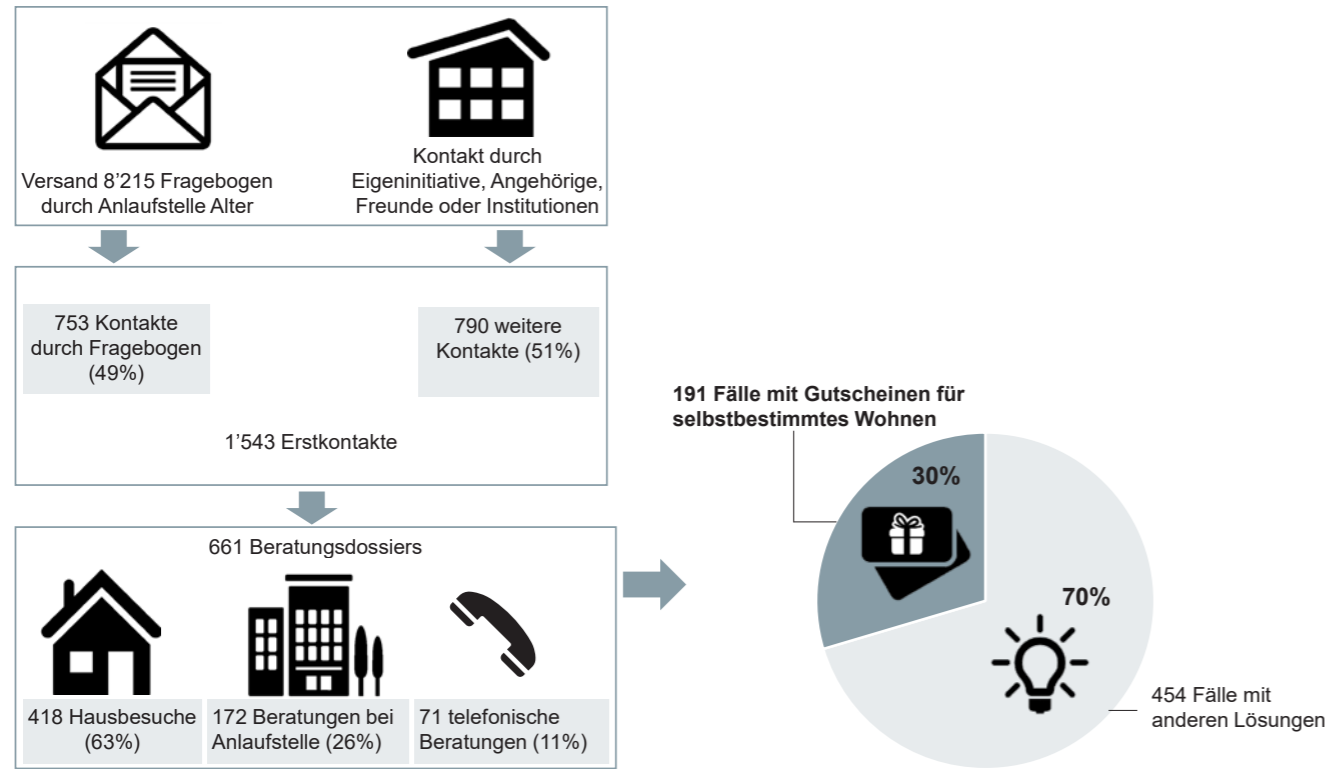 Versand 8’215 Fragebogen
durch Anlaufstelle Alter
Kontakt durch
Eigeninitiative, Angehörige,
Freunde oder Institutionen
753 Kontakte
durch Fragebogen
(49%)
790 weitere
Kontakte (51%)
1’543 Erstkontakte
661 Beratungsdossiers
418 Hausbesuche
(63%)
172 Beratungen bei
Anlaufstelle (26%)
71 telefonische
Beratungen (11%)
191 Fälle mit Gutscheinen für
selbstbestimmtes Wohnen
30%
70%
454 Fälle mit
anderen Lösungen